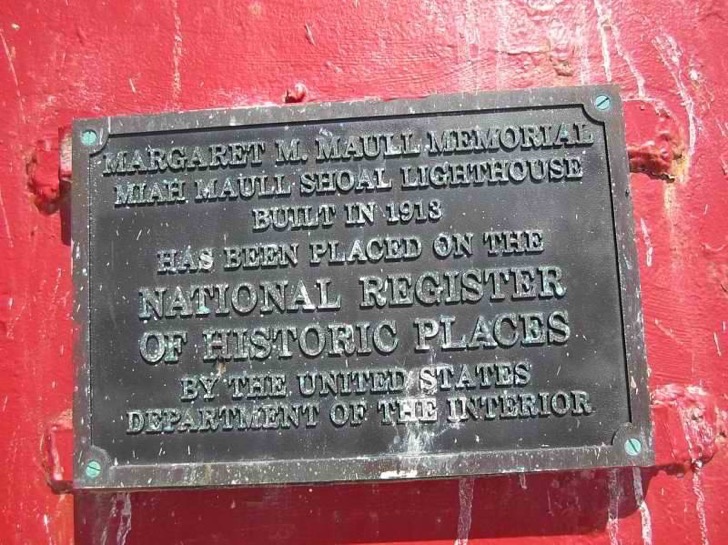 MARGARET M. MAULL MEMORIAL
MIAH MAULL SHOAL LIGHTHOUSE
BUILT IN 1913
HAS BEEN PLACED ON THE
NATIONAL REGISTER
OF HISTORIC PLACES
BY THE UNITED STATES
DEPARTMENT OF THE INTERIOR